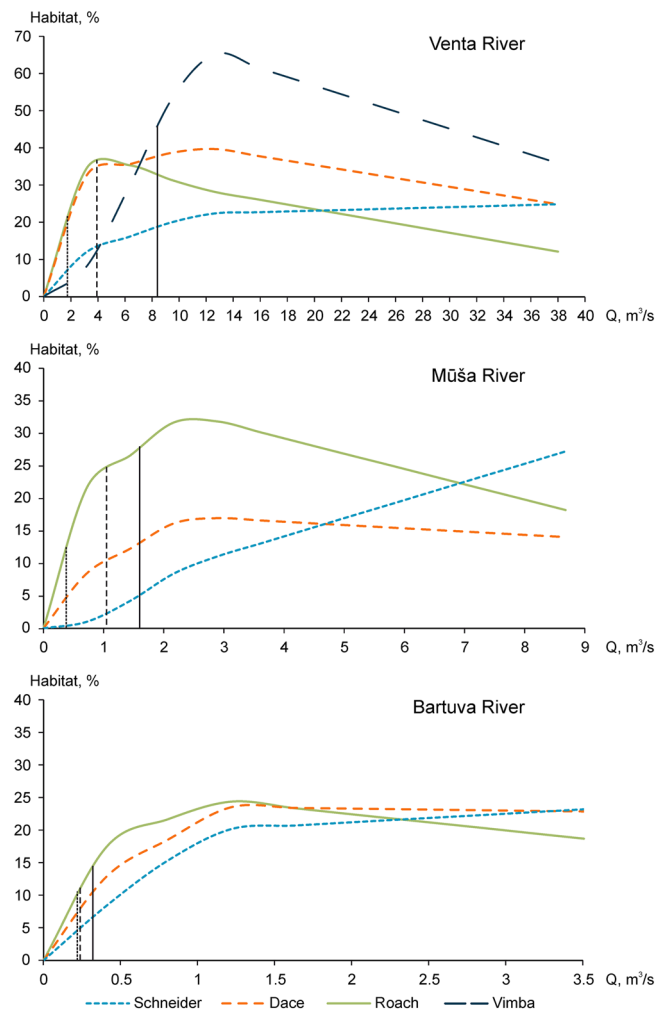 Habitat, %
Venta River
70
60
50
40
30
20
10
0
0 2 4 6 8 10 12 14 16 18 20 22 24 26 28 30 32 34 36 38 40 Q, m³/s
Habitat, %
Mūša River
40
35
30
25
20
15
10
5
0
0 1 2 3 4 5 6 7 8 9 Q, m³/s
Habitat, %
Bartuva River
40
35
30
25
20
15
10
5
0
0 0.5 1 1.5 2 2.5 3 3.5 Q, m³/s
Schneider Dace Roach Vimba